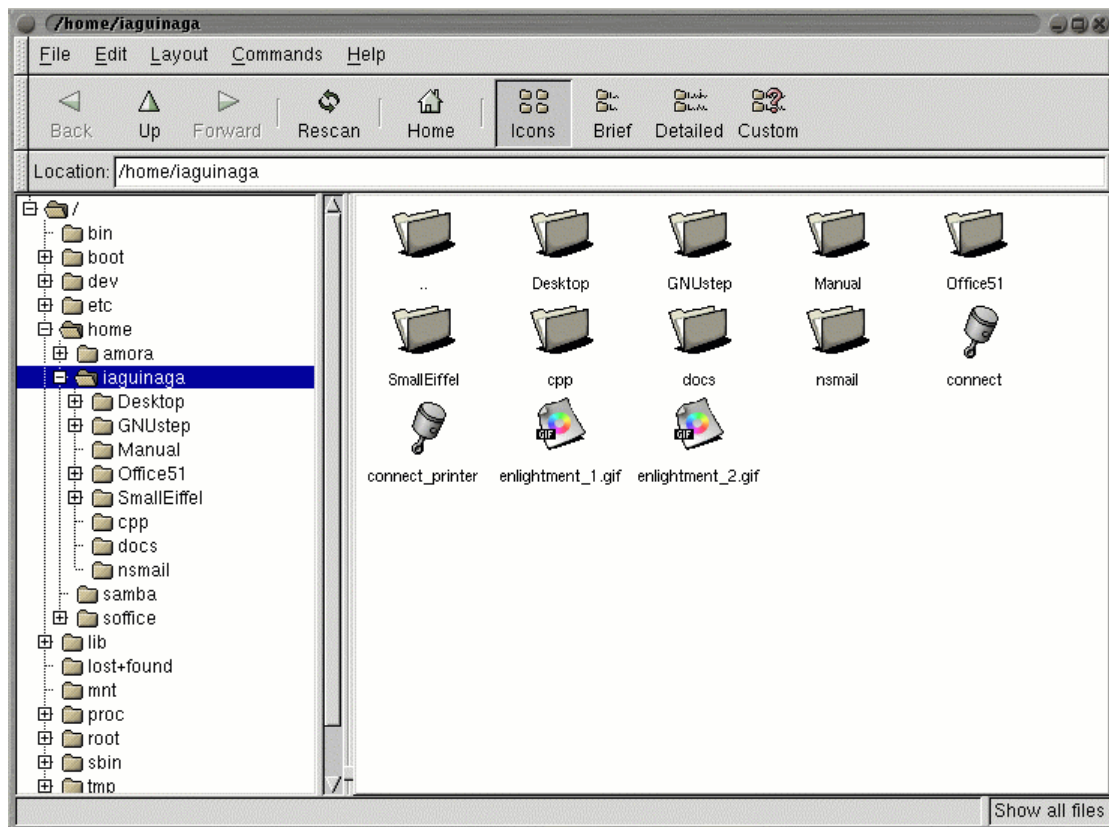 /home/iaguinaga
File Edit Layout Commands Help
Back Up Forward Rescan Home Icons Brief Detailed Custom
Location: /home/iaguinaga
/
bin
boot
dev
etc
home
amora
iaguinaga
Desktop
GNUstep
Manual
Office51
SmallEiffel
cpp
docs
nsmail
samba
soffice
lib
lost+found
mnt
proc
root
sbin
tmp
.. Desktop GNUstep Manual Office51
SmallEiffel cpp docs nsmail connect
GIF GIF
connect_printer enlightment_1.gif enlightment_2.gif
Show all files